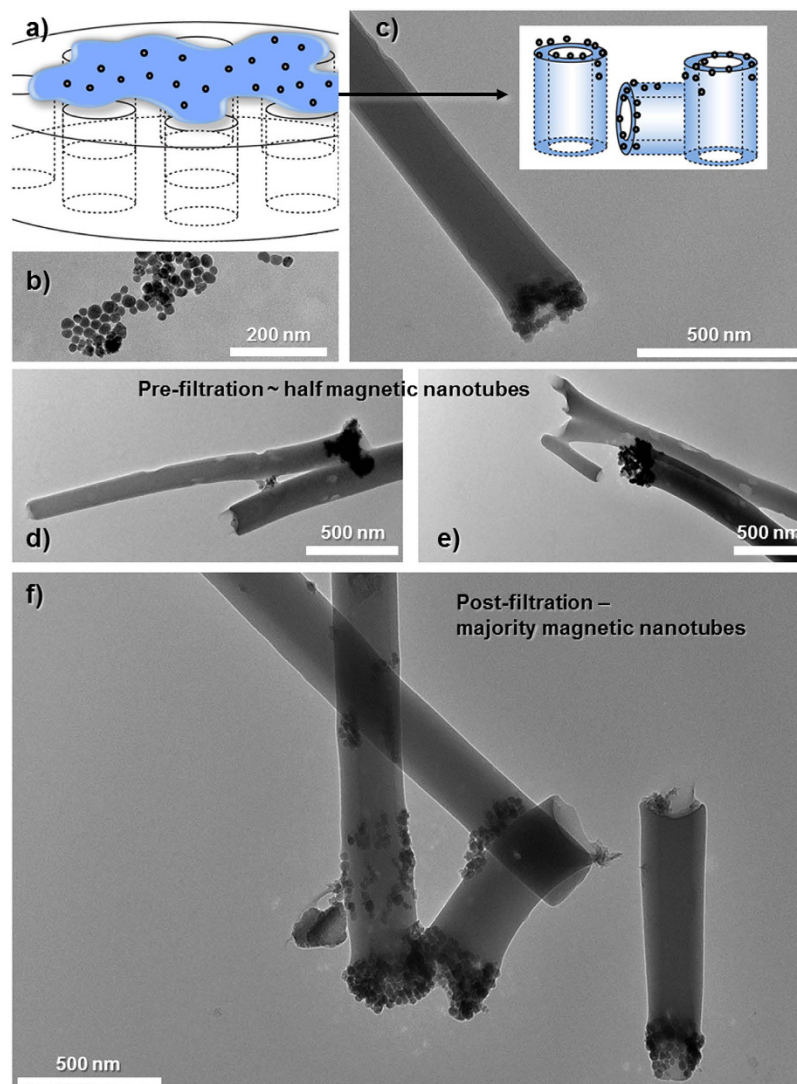 a)
c)
b)
200 nm
500 nm
Pre-filtration ~ half magnetic nanotubes
d)
500 nm
e)
500 nm
f)
Post-filtration –
majority magnetic nanotubes
500 nm